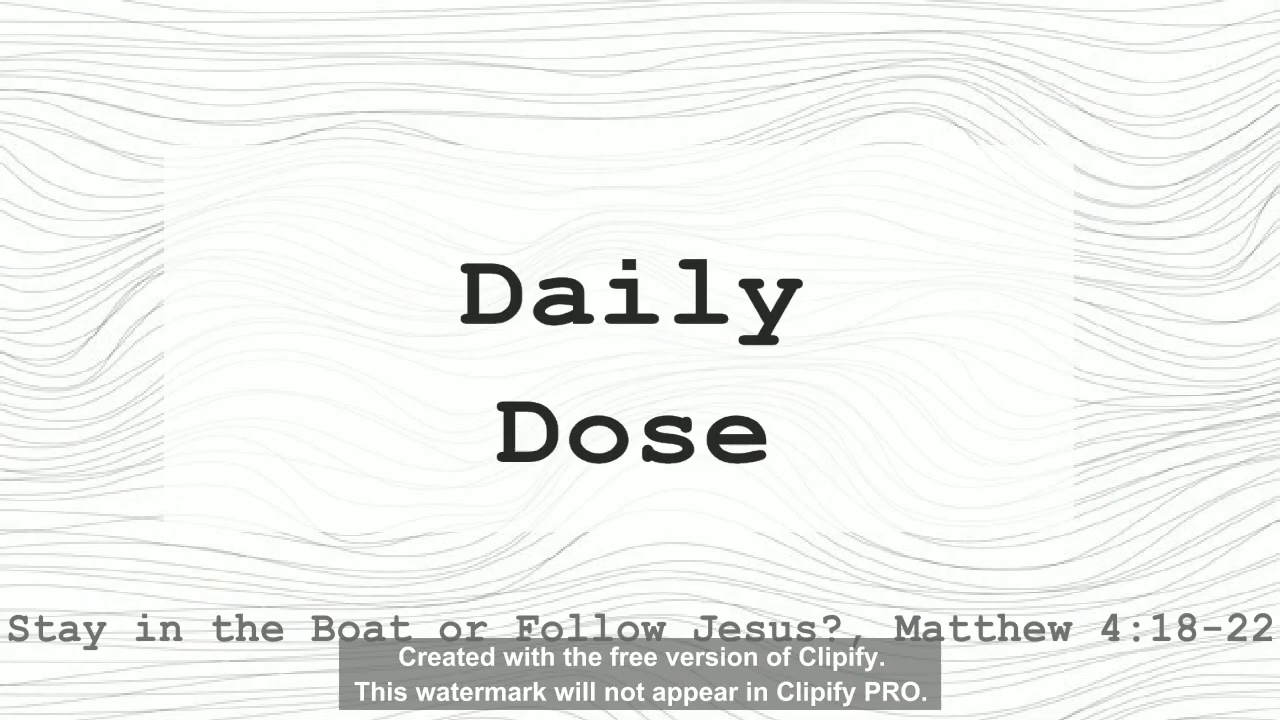 Daily
Dose
Stay in the Boat or Follow Jesus?, Matthew 4:18-22
Created with the free version of Clipify.
This watermark will not appear in Clipify PRO.